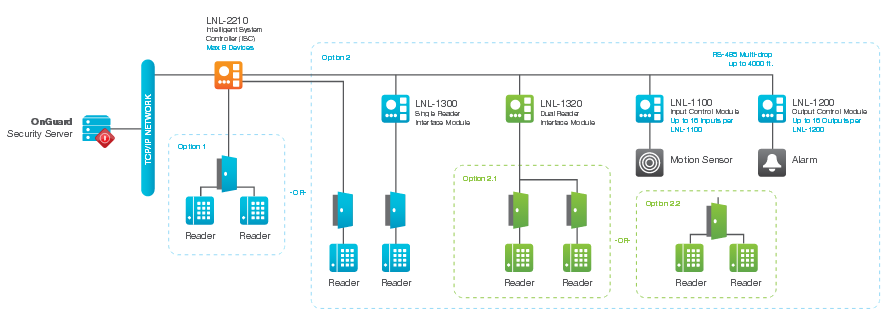 LNL-2210
Intelligent System
Controller (ISC)
Max 8 Devices
Option 2
RS-485 Multi-drop
up to 4000 ft.
OnGuard
Security Server
TCP/IP NETWORK
LNL-1300
Single Reader
Interface Module
LNL-1320
Dual Reader
Interface Module
LNL-1100
Input Control Module
Up to 16 Inputs per
LNL-1100
LNL-1200
Output Control Module
Up to 16 Outputs per
LNL-1200
Option 1
Motion Sensor
Alarm
-OR-
Option 2.1
Option 2.2
Reader
Reader
-OR-
Reader
Reader
Reader
Reader
Reader
Reader